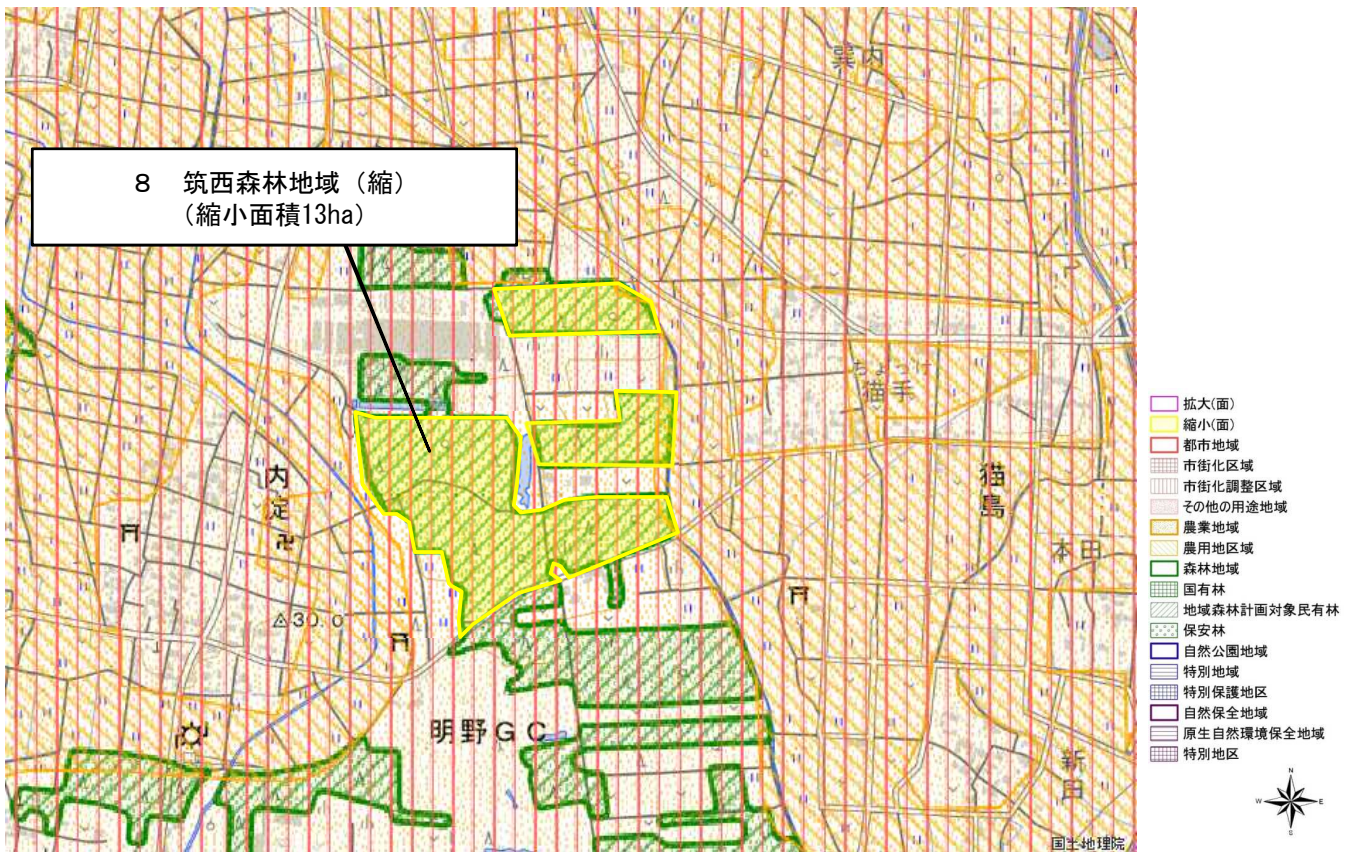 巽内
8 筑西森林地域（縮）
（縮小面積13ha）
ちょっけ
猫手
内定
猫島
本田
△30.0
明野GC
新田
拡大(面)
縮小(面)
都市地域
市街化区域
市街化調整区域
その他の用途地域
農業地域
農用地区域
森林地域
国有林
地域森林計画対象民有林
保安林
自然公園地域
特別地域
特別保護地区
自然保全地域
原生自然環境保全地域
特別地区
N
W E
S
国土地理院